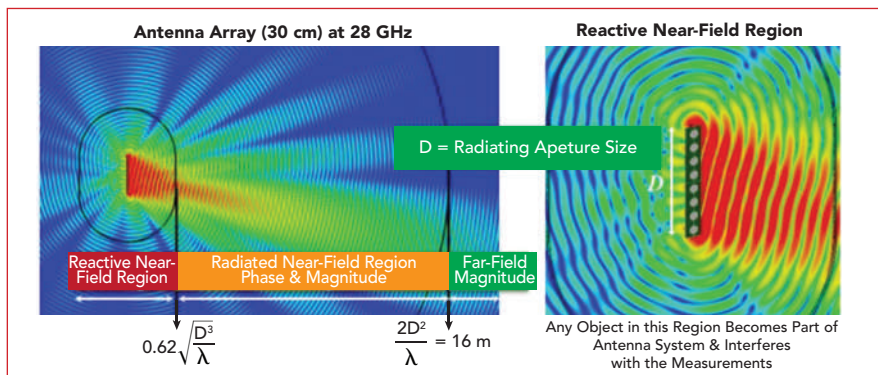 Antenna Array (30 cm) at 28 GHz
Reactive Near-Field Region
D = Radiating Apeture Size
D
Reactive Near-
Field Region
Radiated Near-Field Region
Phase & Magnitude
Far-Field
Magnitude
0.62√(D³/λ)
2D²/λ = 16 m
Any Object in this Region Becomes Part of
Antenna System & Interferes
with the Measurements